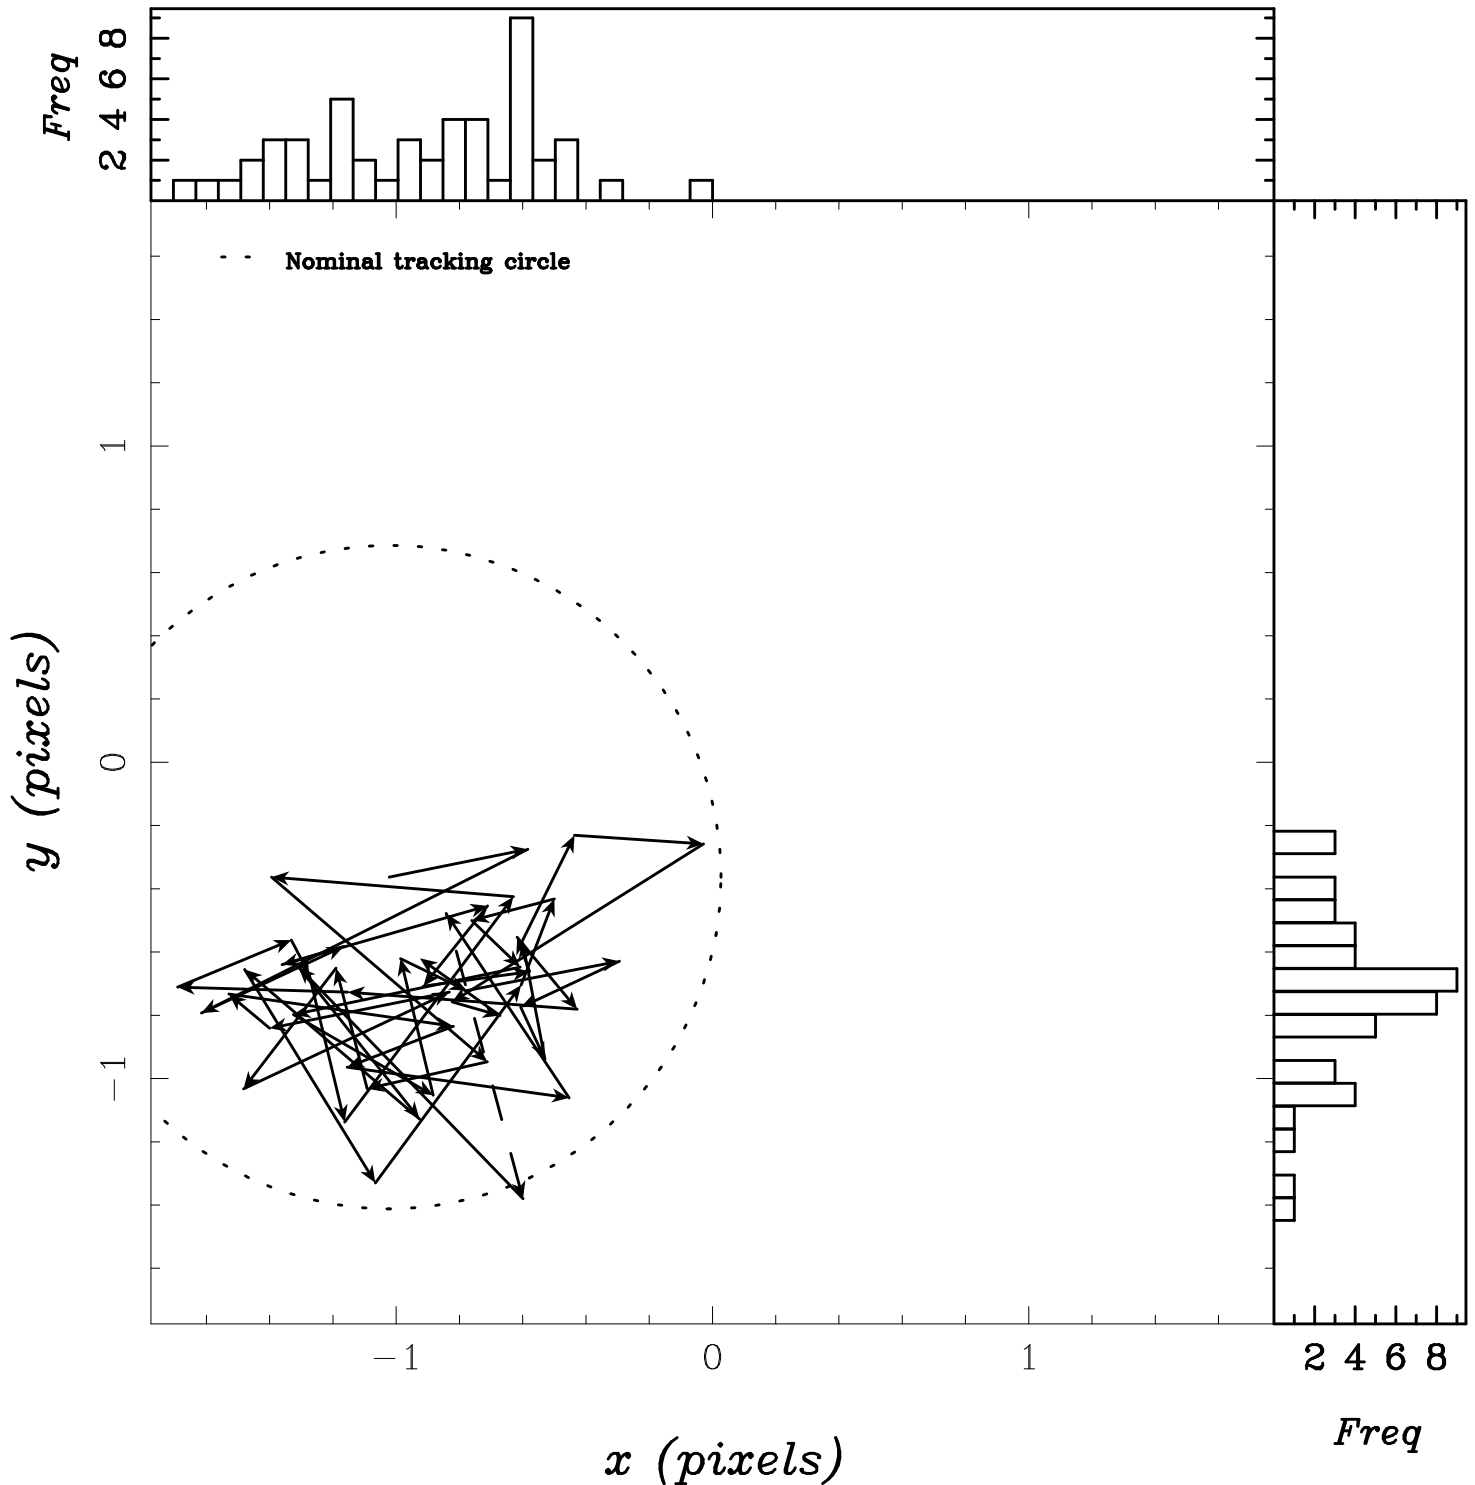 Freq
2 4 6 8
Nominal tracking circle
y (pixels)
1
0
−1
−1 0 1
2 4 6 8
x (pixels)
Freq